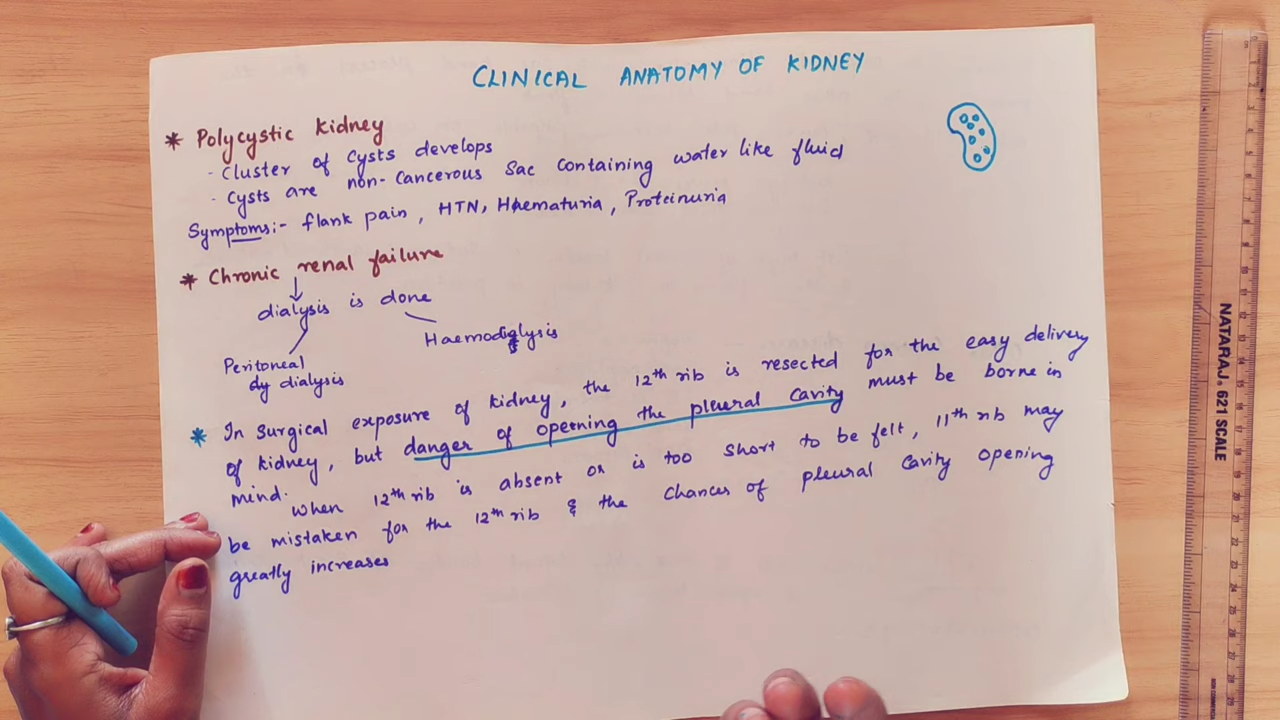 CLINICAL ANATOMY OF KIDNEY
* Polycystic kidney
- Cluster of Cysts develops
- Cysts are non-Cancerous Sac Containing water like fluid
Symptoms:- flank pain, HTN, Haematuria, Proteinuria
* Chronic renal failure
dialysis is done
Haemodialysis
Peritoneal
dy dialysis
* In Surgical exposure of kidney, the 12th rib is resected for the easy delivery
of kidney, but danger of opening the pleural cavity must be borne in
mind.
When 12th rib is absent or is too short to be felt, 11th rib may
be mistaken for the 12th rib & the chances of pleural cavity opening
greatly increases
NATARAJ 621 SCALE